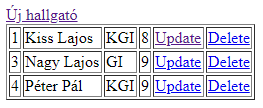 Új hallgató
1 Kiss Lajos KGI 8 Update Delete
3 Nagy Lajos GI 9 Update Delete
4 Péter Pál KGI 9 Update Delete